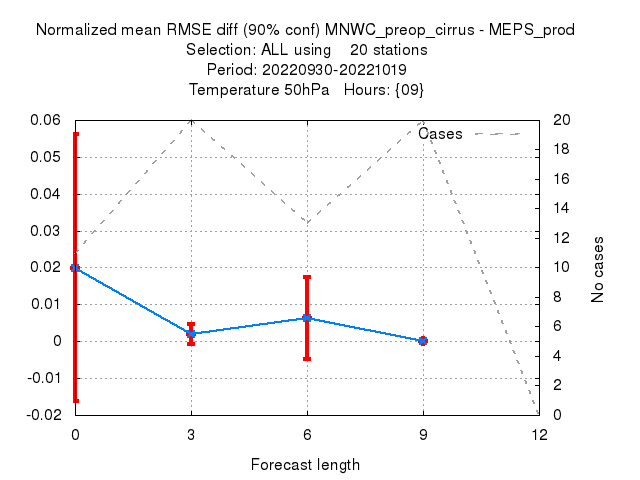 Normalized mean RMSE diff (90% conf) MNWC_preop_cirrus - MEPS_prod
Selection: ALL using    20 stations
Period: 20220930-20221019
Temperature 50hPa   Hours: {09}
Cases
0.06
0.05
0.04
0.03
0.02
0.01
0
-0.01
-0.02
20
18
16
14
12
10
8
6
4
2
0
No cases
0 3 6 9 12
Forecast length